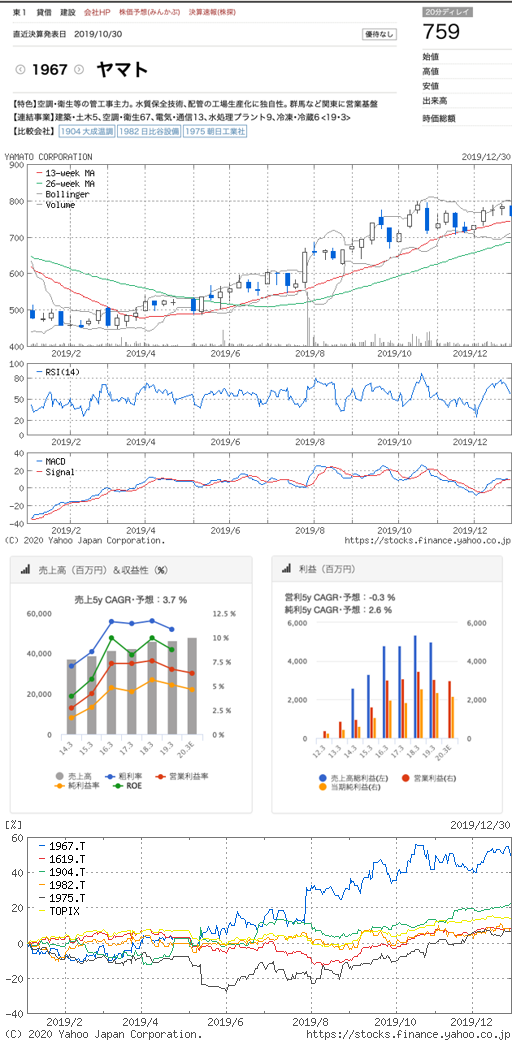 東１ 貸借 建設 会社HP 株価予想(みんかぶ) 決算速報(株探)
20分ディレイ
759
直近決算発表日 2019/10/30
優待なし
1967 ヤマト
始値
高値
安値
出来高
時価総額
【特色】空調・衛生等の管工事主力。水質保全技術、配管の工場生産化に独自性。群馬など関東に営業基盤
【連結事業】建築・土木5、空調・衛生67、電気・通信13、水処理プラント9、冷凍・冷蔵6<19・3>
【比較会社】 1904 大成温調 1982 日比谷設備 1975 朝日工業社
YAMATO CORPORATION 2019/12/30
900
800
700
600
500
400
13-week MA
26-week MA
Bollinger
Volume
2019/2 2019/4 2019/6 2019/8 2019/10 2019/12
100
80
60
40
20
0
RSI(14)
2019/2 2019/4 2019/6 2019/8 2019/10 2019/12
40
20
0
-20
-40
MACD
Signal
2019/2 2019/4 2019/6 2019/8 2019/10 2019/12
(C) 2020 Yahoo Japan Corporation. https://stocks.finance.yahoo.co.jp
売上高（百万円）＆収益性（%）
売上5y CAGR・予想：3.7 %
60,000
40,000
20,000
0
12.5 %
10 %
7.5 %
5 %
2.5 %
0 %
14.3 15.3 16.3 17.3 18.3 19.3 20.3E
売上高 粗利率 営業利益率
純利益率 ROE
利益（百万円）
営利5y CAGR・予想：-0.3 %
純利5y CAGR・予想：2.6 %
6,000
4,000
2,000
0
6,000
4,000
2,000
0
12.3 13.3 14.3 15.3 16.3 17.3 18.3 19.3 20.3E
売上高総利益(左) 営業利益(右)
当期純利益(右)
[%] 2019/12/30
60
40
20
0
-20
-40
1967.T
1619.T
1904.T
1982.T
1975.T
TOPIX
2019/2 2019/4 2019/6 2019/8 2019/10 2019/12
(C) 2020 Yahoo Japan Corporation. https://stocks.finance.yahoo.co.jp